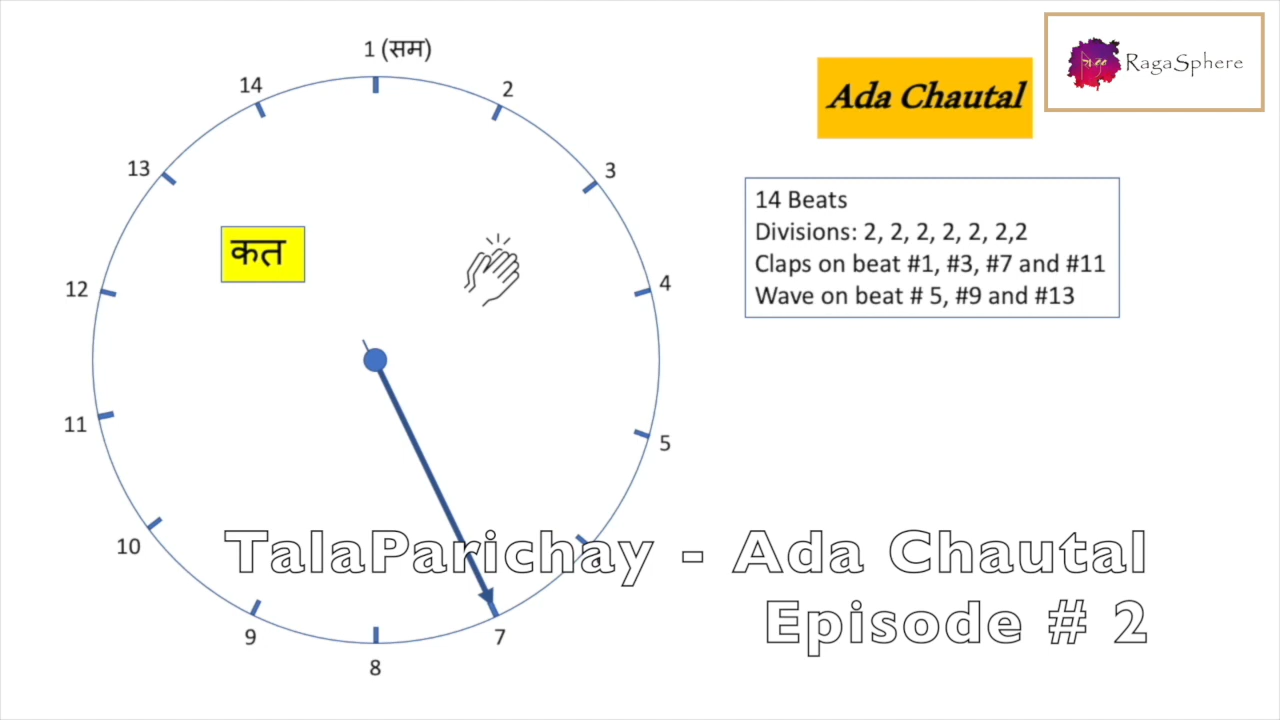 1 (सम)
2
3
4
5
7
8
9
10
11
12
13
14
कत
Ada Chautal
RagaSphere
14 Beats
Divisions: 2, 2, 2, 2, 2, 2,2
Claps on beat #1, #3, #7 and #11
Wave on beat # 5, #9 and #13
TalaParichay - Ada Chautal
Episode # 2